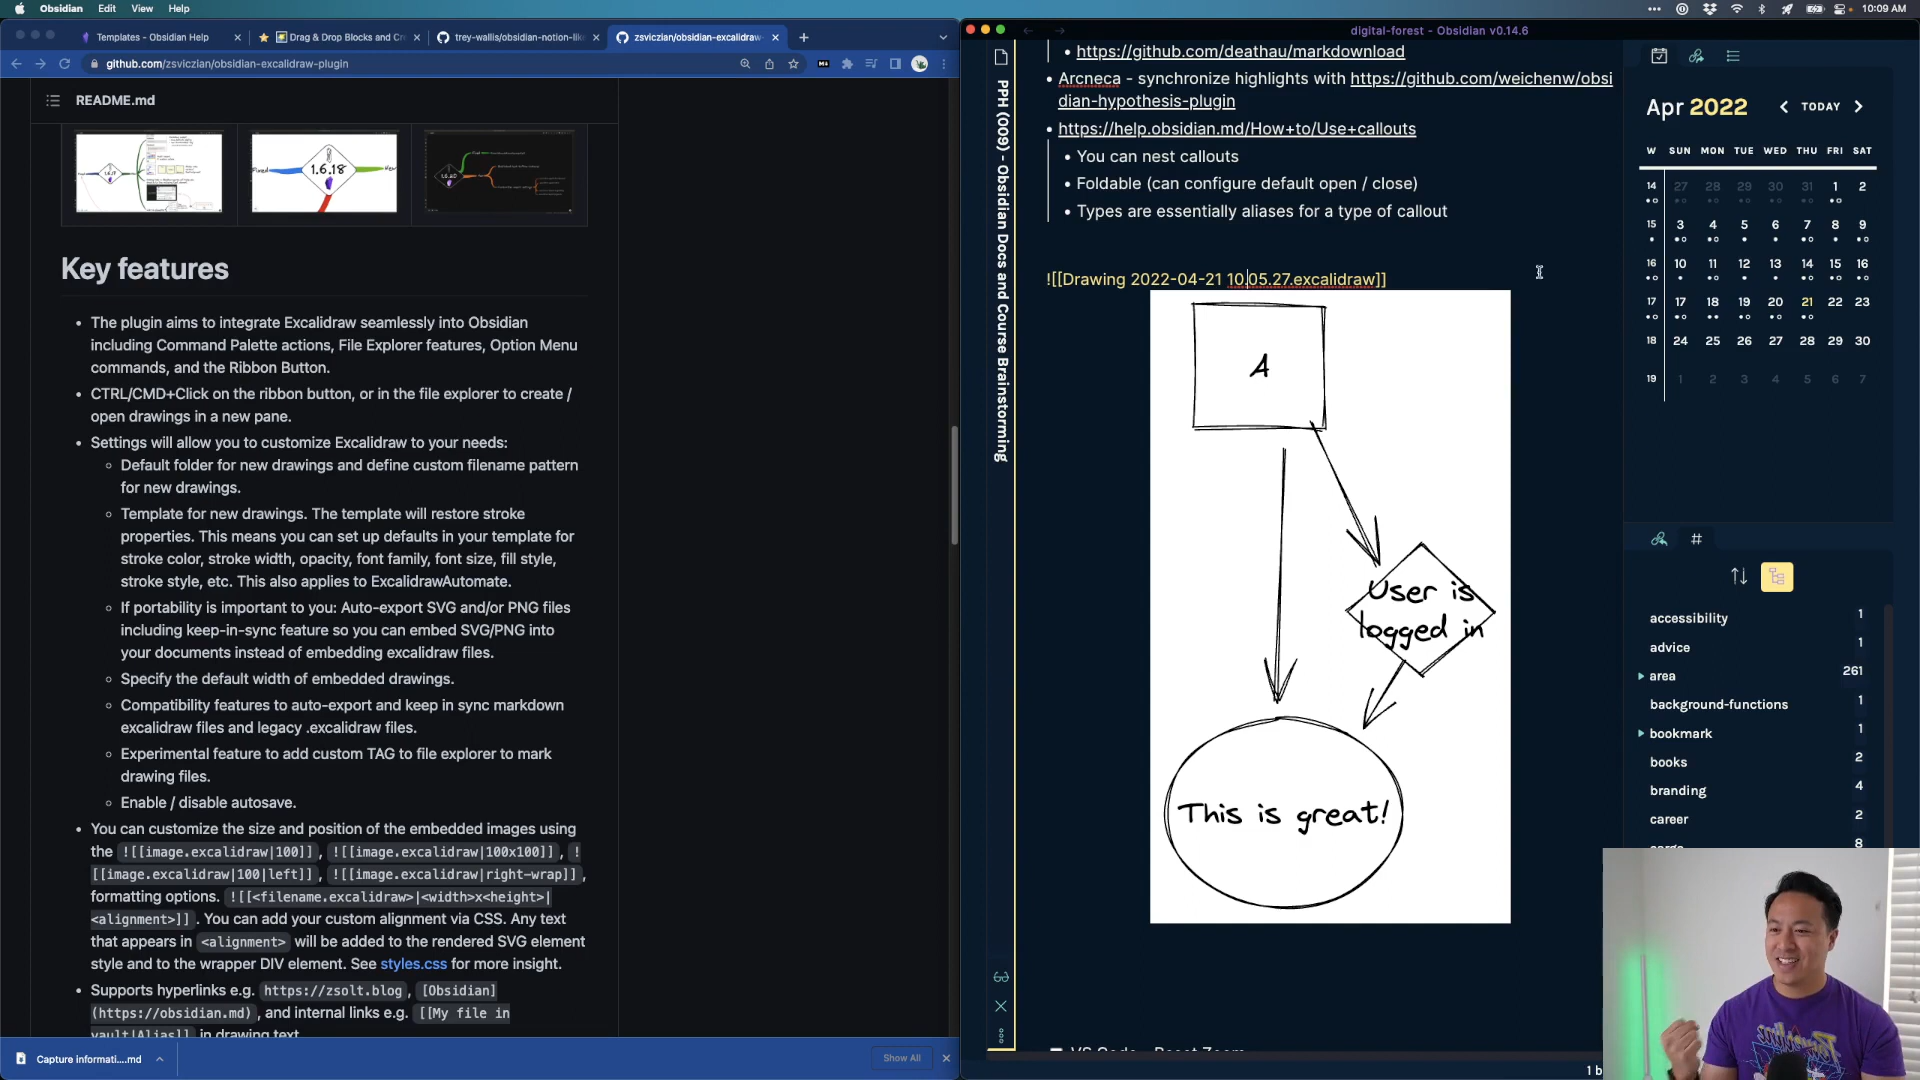 Obsidian Edit View Help
10:09 AM
Templates - Obsidian Help
Drag & Drop Blocks and Cr
trey-wallis/obsidian-notion-lik
zsviczian/obsidian-excalidraw-
github.com/zsviczian/obsidian-excalidraw-plugin
README.md
1.6.18
Key features
The plugin aims to integrate Excalidraw seamlessly into Obsidian
including Command Palette actions, File Explorer features, Option Menu
commands, and the Ribbon Button.
CTRL/CMD+Click on the ribbon button, or in the file explorer to create /
open drawings in a new pane.
Settings will allow you to customize Excalidraw to your needs:
Default folder for new drawings and define custom filename pattern
for new drawings.
Template for new drawings. The template will restore stroke
properties. This means you can set up defaults in your template for
stroke color, stroke width, opacity, font family, font size, fill style,
stroke style, etc. This also applies to ExcalidrawAutomate.
If portability is important to you: Auto-export SVG and/or PNG files
including keep-in-sync feature so you can embed SVG/PNG into
your documents instead of embedding excalidraw files.
Specify the default width of embedded drawings.
Compatibility features to auto-export and keep in sync markdown
excalidraw files and legacy .excalidraw files.
Experimental feature to add custom TAG to file explorer to mark
drawing files.
Enable / disable autosave.
You can customize the size and position of the embedded images using
the ![[image.excalidraw|100]], ![[image.excalidraw|100x100]], !
[[image.excalidraw|100|left]], ![[image.excalidraw|right-wrap]],
formatting options. ![[<filename.excalidraw>|<width>x<height>|
<alignment>]]. You can add your custom alignment via CSS. Any text
that appears in <alignment> will be added to the rendered SVG element
style and to the wrapper DIV element. See styles.css for more insight.
Supports hyperlinks e.g. https://zsolt.blog, [Obsidian]
(https://obsidian.md), and internal links e.g. [[My file in
vault|Alias]] in drawing text.
Capture informati....md
Show All
digital-forest - Obsidian v0.14.6
PPH (009) - Obsidian Docs and Course Brainstorming
https://github.com/deathau/markdownload
Arcneca - synchronize highlights with https://github.com/weichenw/obsi
dian-hypothesis-plugin
https://help.obsidian.md/How+to/Use+callouts
You can nest callouts
Foldable (can configure default open / close)
Types are essentially aliases for a type of callout
![[Drawing 2022-04-21 10.05.27.excalidraw]]
A
User is
logged in
This is great!
VS Code - Reset Zoom
1 b
Apr 2022
TODAY
W SUN MON TUE WED THU FRI SAT
14 27 28 29 30 31 1 2
15 3 4 5 6 7 8 9
16 10 11 12 13 14 15 16
17 17 18 19 20 21 22 23
18 24 25 26 27 28 29 30
19 1 2 3 4 5 6 7
accessibility 1
advice 1
area 261
background-functions 1
bookmark 1
books 2
branding 4
career 2
8